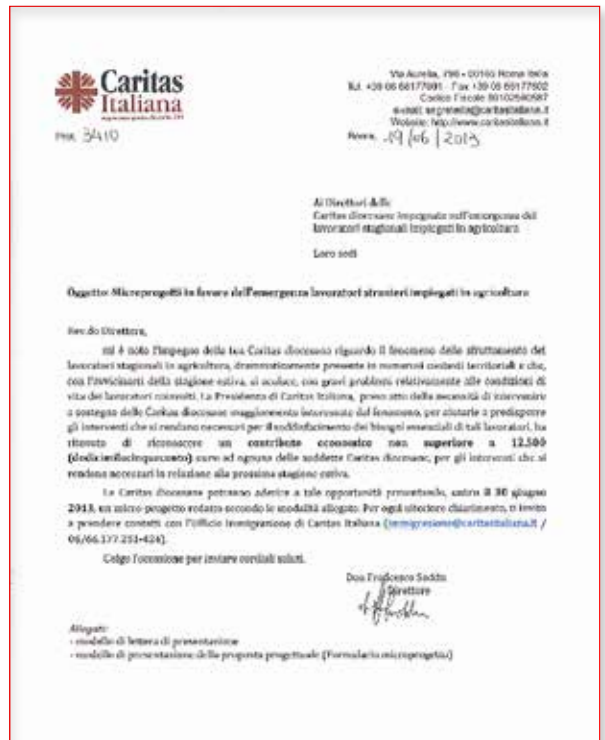 Caritas
Italiana
Via Aurelia, 796 - 00165 Roma Italia
Tel. +39 06 66177001 - Fax +39 06 66177602
Codice Fiscale 80102590587
e-mail: segreteria@caritasitaliana.it
Website: http://www.caritasitaliana.it
Prot. 3410
Roma, 19/06/2013
Ai Direttori delle
Caritas diocesane impegnate sull'emergenza dei
lavoratori stagionali impiegati in agricoltura
Loro sedi
Oggetto: Microprogetti in favore dell'emergenza lavoratori stranieri impiegati in agricoltura
Rev.do Direttore,
mi è noto l'impegno della tua Caritas diocesana riguardo il fenomeno dello sfruttamento dei
lavoratori stagionali in agricoltura, drammaticamente presente in numerosi contesti territoriali e che,
con l'avvicinarsi della stagione estiva, si acuisce, con gravi problemi relativamente alle condizioni di
vita dei lavoratori coinvolti. La Presidenza di Caritas Italiana, preso atto della necessità di intervenire
a sostegno delle Caritas diocesane maggiormente interessate dal fenomeno, per aiutarle a predisporre
gli interventi che si rendano necessari per il soddisfacimento dei bisogni essenziali di tali lavoratori, ha
ritenuto di riconoscere un contributo economico non superiore a 12.500
(dodicimilacinquecento) euro ad ognuna delle suddette Caritas diocesane, per gli interventi che si
rendono necessari in relazione alla prossima stagione estiva.
Le Caritas diocesane potranno aderire a tale opportunità presentando, entro il 30 giugno
2013, un micro-progetto redatto secondo le modalità allegate. Per ogni ulteriore chiarimento, ti invito
a prendere contatti con l'Ufficio Immigrazione di Caritas Italiana (immigrazione@caritasitaliana.it /
06/66.177.251-426).
Colgo l'occasione per inviare cordiali saluti.
Don Francesco Soddu
Direttore
Allegati:
- modello di lettera di presentazione
- modello di presentazione della proposta progettuale (Formulario microprogetto)